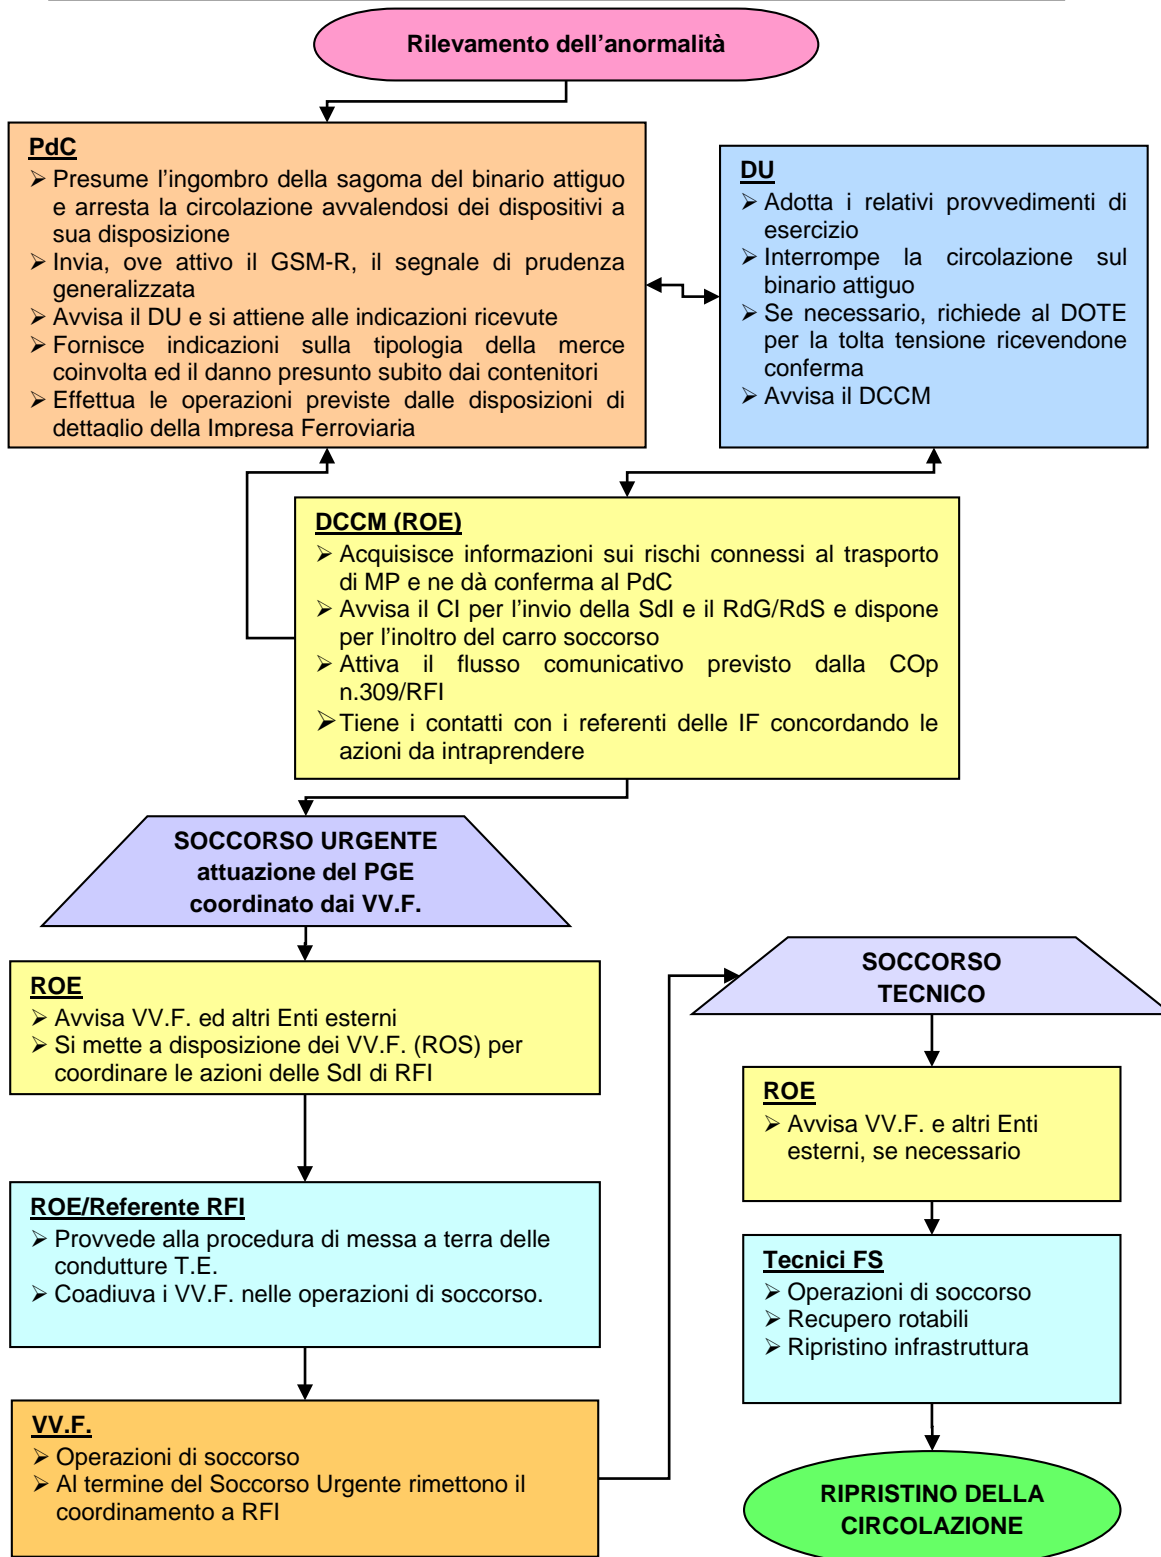 Rilevamento dell'anormalità
PdC
➢ Presume l'ingombro della sagoma del binario attiguo
e arresta la circolazione avvalendosi dei dispositivi a
sua disposizione
➢ Invia, ove attivo il GSM-R, il segnale di prudenza
generalizzata
➢ Avvisa il DU e si attiene alle indicazioni ricevute
➢ Fornisce indicazioni sulla tipologia della merce
coinvolta ed il danno presunto subito dai contenitori
➢ Effettua le operazioni previste dalle disposizioni di
dettaglio della Impresa Ferroviaria
DU
➢ Adotta i relativi provvedimenti di
esercizio
➢ Interrompe la circolazione sul
binario attiguo
➢ Se necessario, richiede al DOTE
per la tolta tensione ricevendone
conferma
➢ Avvisa il DCCM
DCCM (ROE)
➢ Acquisisce informazioni sui rischi connessi al trasporto
di MP e ne dà conferma al PdC
➢ Avvisa il CI per l'invio della SdI e il RdG/RdS e dispone
per l'inoltro del carro soccorso
➢ Attiva il flusso comunicativo previsto dalla COp
n.309/RFI
➢ Tiene i contatti con i referenti delle IF concordando le
azioni da intraprendere
SOCCORSO URGENTE
attuazione del PGE
coordinato dai VV.F.
ROE
➢ Avvisa VV.F. ed altri Enti esterni
➢ Si mette a disposizione dei VV.F. (ROS) per
coordinare le azioni delle SdI di RFI
ROE/Referente RFI
➢ Provvede alla procedura di messa a terra delle
condutture T.E.
➢ Coadiuva i VV.F. nelle operazioni di soccorso.
VV.F.
➢ Operazioni di soccorso
➢ Al termine del Soccorso Urgente rimettono il
coordinamento a RFI
SOCCORSO
TECNICO
ROE
➢ Avvisa VV.F. e altri Enti
esterni, se necessario
Tecnici FS
➢ Operazioni di soccorso
➢ Recupero rotabili
➢ Ripristino infrastruttura
RIPRISTINO DELLA
CIRCOLAZIONE